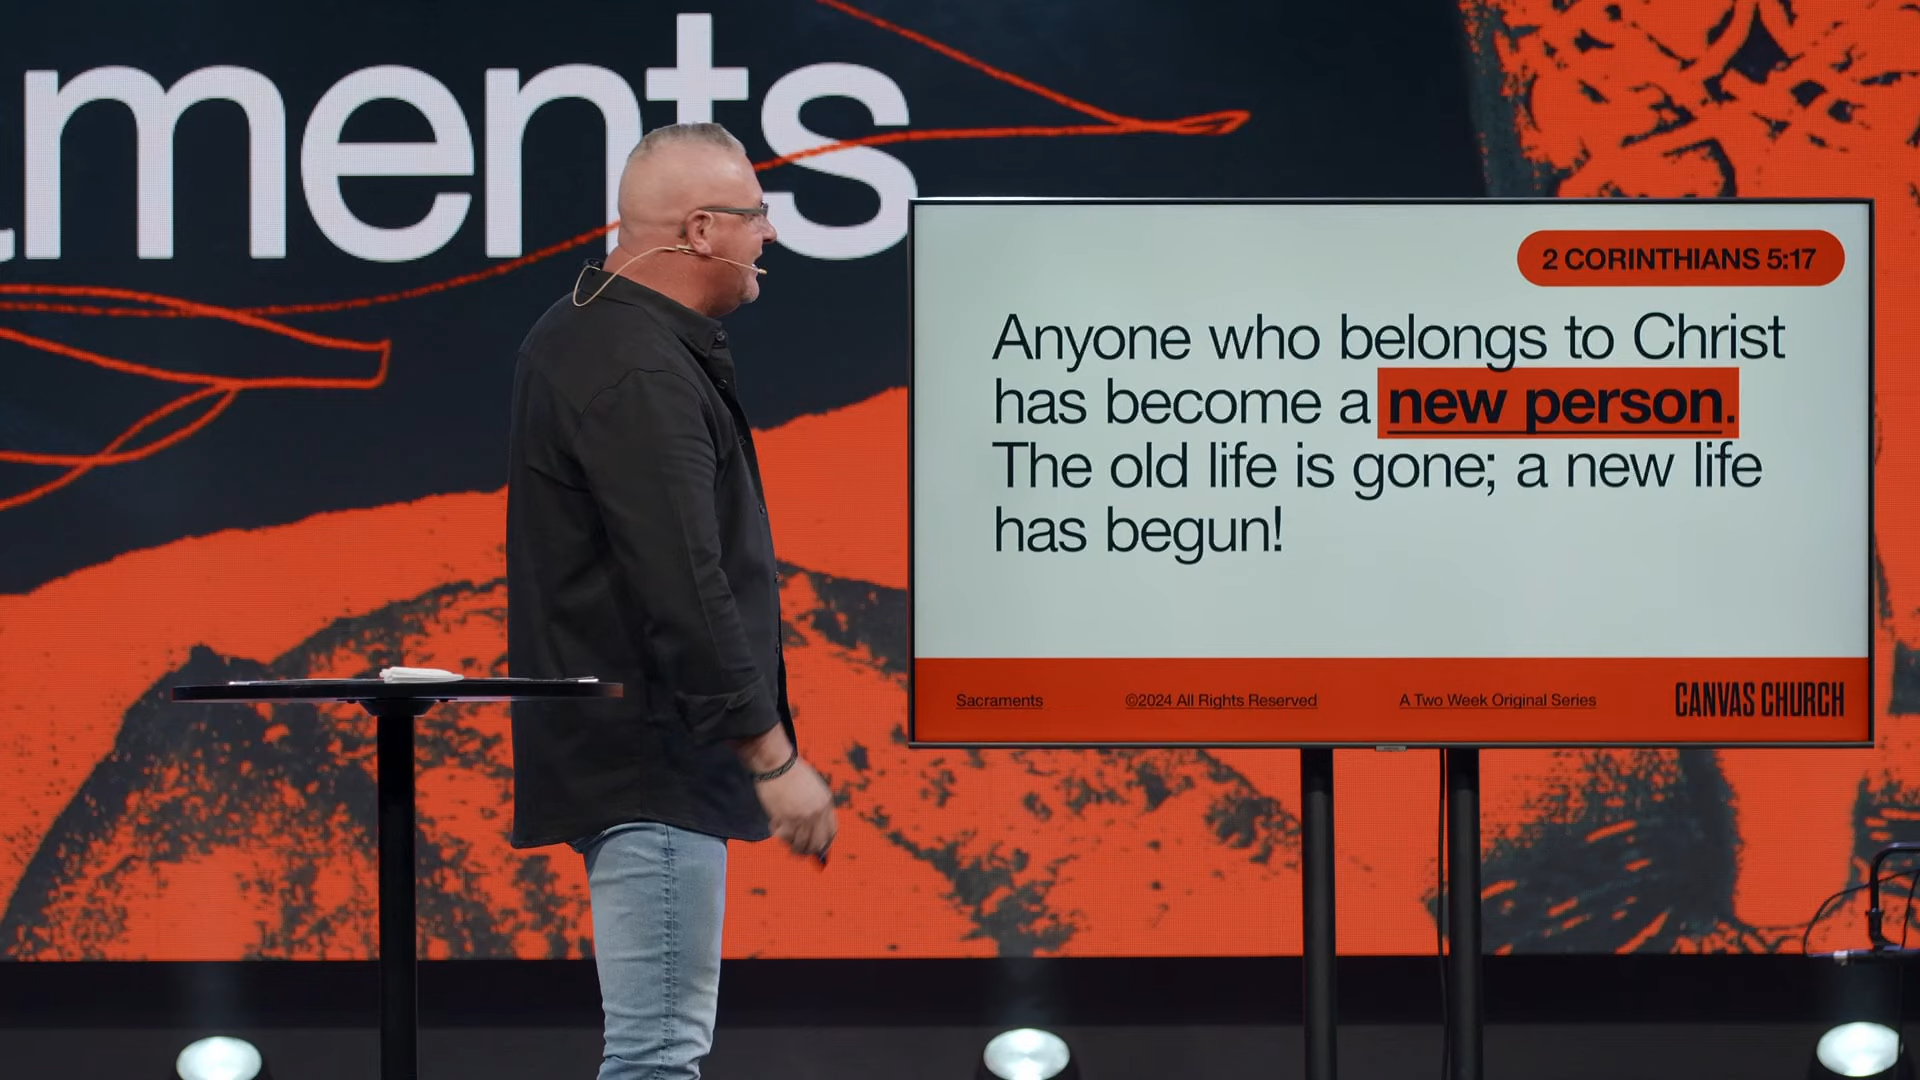 aments
2 CORINTHIANS 5:17
Anyone who belongs to Christ
has become a new person.
The old life is gone; a new life
has begun!
Sacraments
©2024 All Rights Reserved
A Two Week Original Series
CANVAS CHURCH